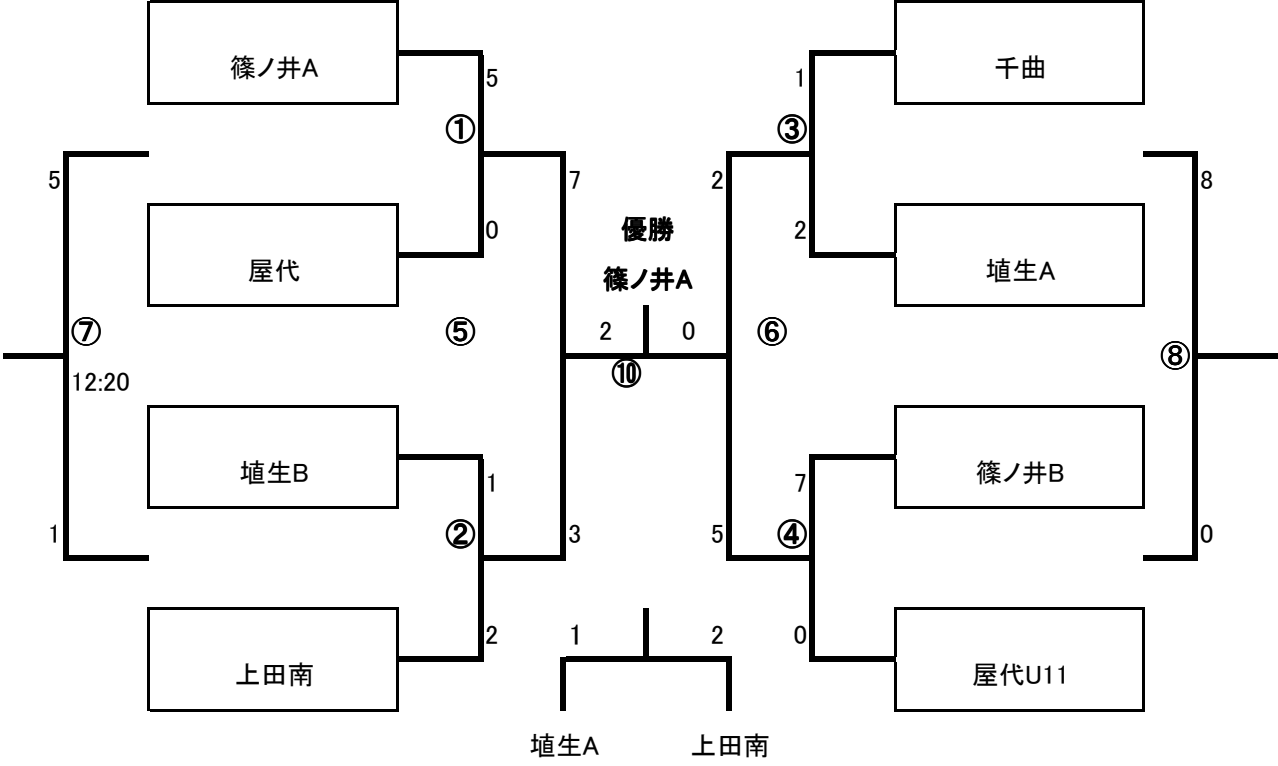 篠ノ井A 千曲
5 1
① ③
5 7 2 8
0 優勝 2
屋代 埴生A
篠ノ井A
⑦ ⑤ 2 0 ⑥
⑩ ⑧
12:20
埴生B 篠ノ井B
1 7
1 ② 3 5 ④ 0
2 1 2 0
上田南 屋代U11
埴生A 上田南